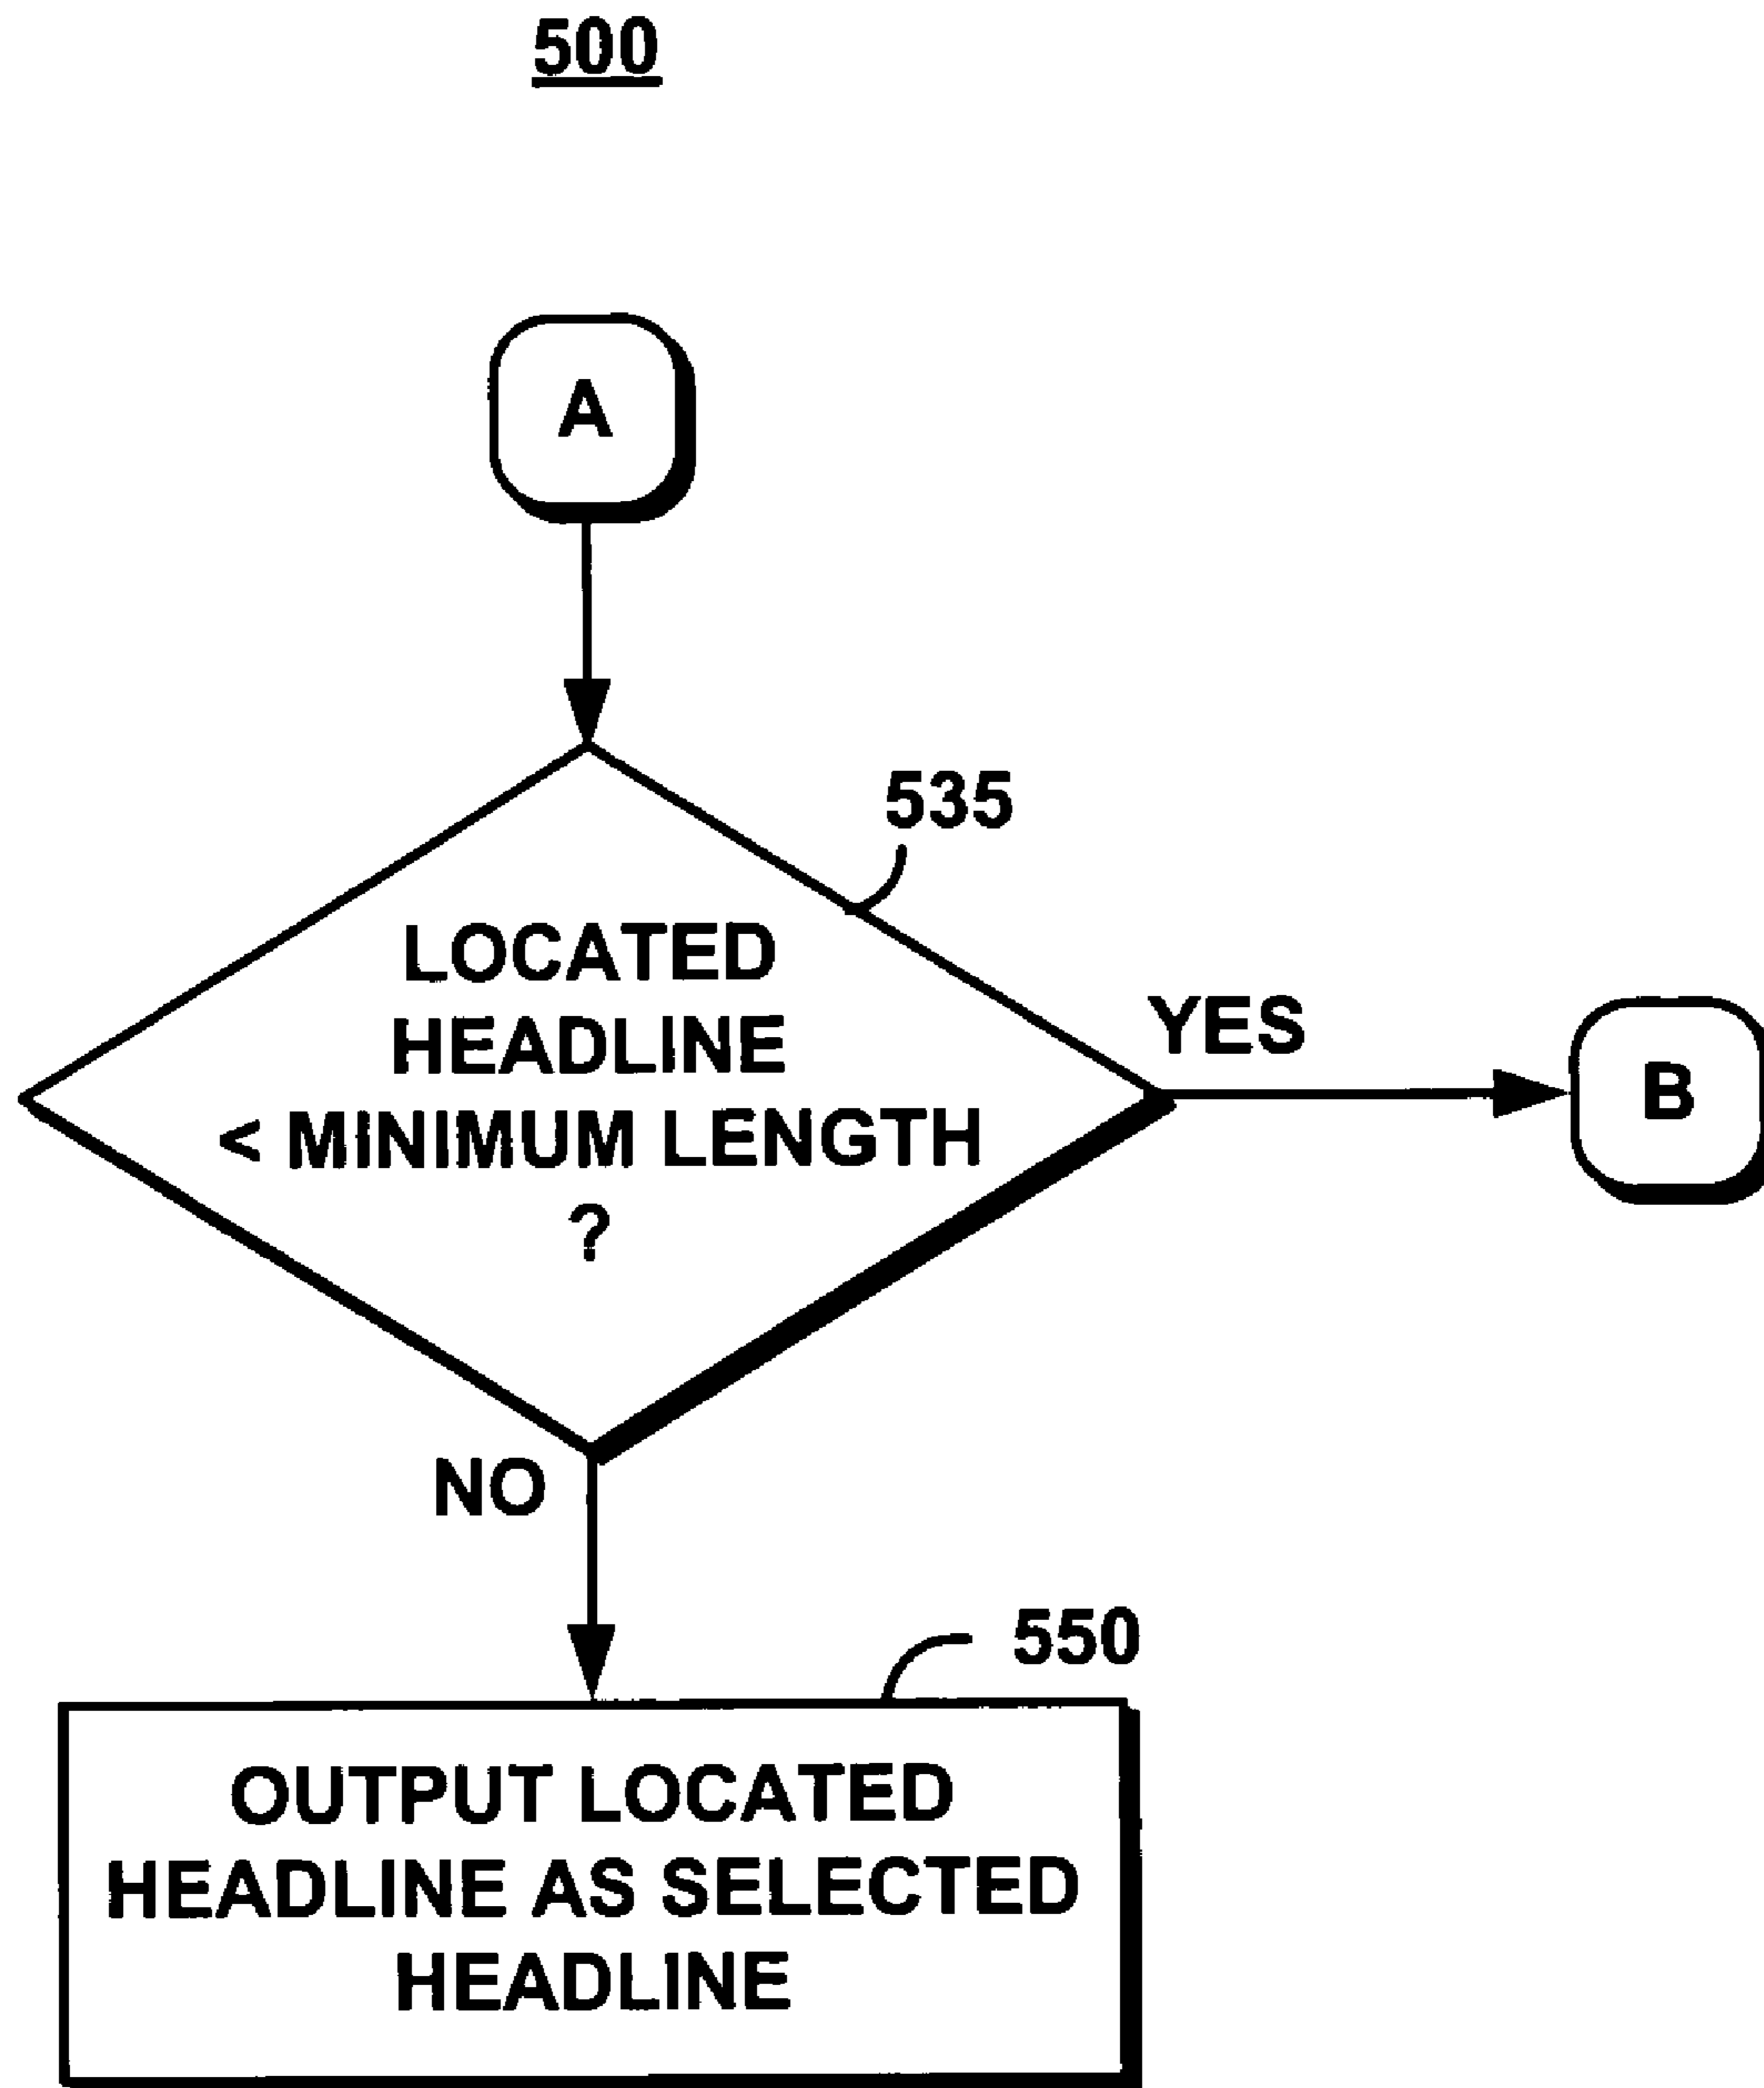 500
A
535
LOCATED
HEADLINE
< MINIMUM LENGTH
?
YES
B
NO
550
OUTPUT LOCATED
HEADLINE AS SELECTED
HEADLINE